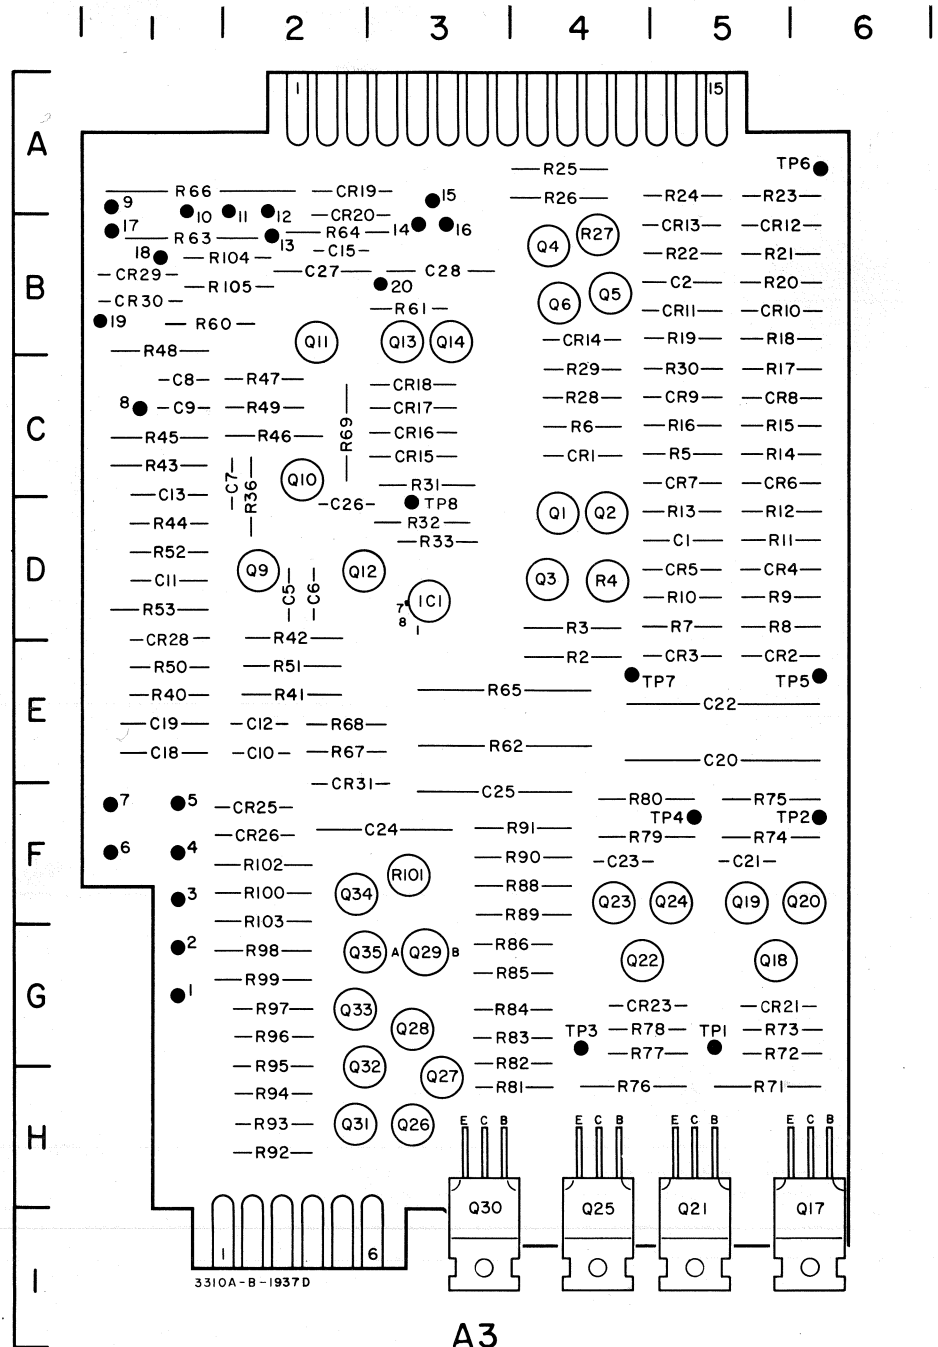 2 3 4 5 6
1 15
A
R25 TP6
R66 CR19 15 R26 R24 R23
9 10 11 12 CR20 14 16 CR13 CR12
17 R63 13 R64 Q4 R27
18 R104 C15 R22 R21
CR29 C27 C28
B
R105 20 Q6 Q5 C2 R20
CR30 R61 CR11 CR10
19 R60 Q11 Q13 Q14 CR14 R19 R18
R48
C8 R47 CR18 R29 R30 R17
8 C9 R49 CR17 R28 CR9 CR8
C
R45 R46 R69 CR16 R6 R16 R15
R43 C7 R36 Q10 CR15 CR1 R5 R14
C13 R31 CR7 CR6
C26 TP8
R44 R32 Q1 Q2 R13 R12
R52 R33 C1 R11
D
C11 Q9 C5 C6 Q12 Q3 R4 CR5 CR4
R53 7 IC1 R10 R9
8 1
CR28 R42 R3 R7 R8
R50 R51 R2 CR3 CR2
R40 R41 R65 TP7 TP5
E
C19 C12 R68 C22
C18 C10 R67 R62 C20
CR31 C25
7 5 CR25 R80 R75
CR26 C24 R91 TP4 TP2
R79 R74
F
6 4 R102 R90 C23 C21
3 R100 Q34 R101 R88 Q23 Q24 Q19 Q20
R103 R89
2 R98 Q35 A Q29 B R86 Q22 Q18
R99 R85
G
1 R97 Q33 R84 CR23 CR21
R96 Q28 R83 TP3 R78 TP1 R73
R95 Q32 R82 R77 R72
R94 Q27 R81 R76 R71
H
R93 Q31 Q26 E C B E C B E C B E C B
R92
Q30 Q25 Q21 Q17
1 6
I
3310A-B-1937D
A3